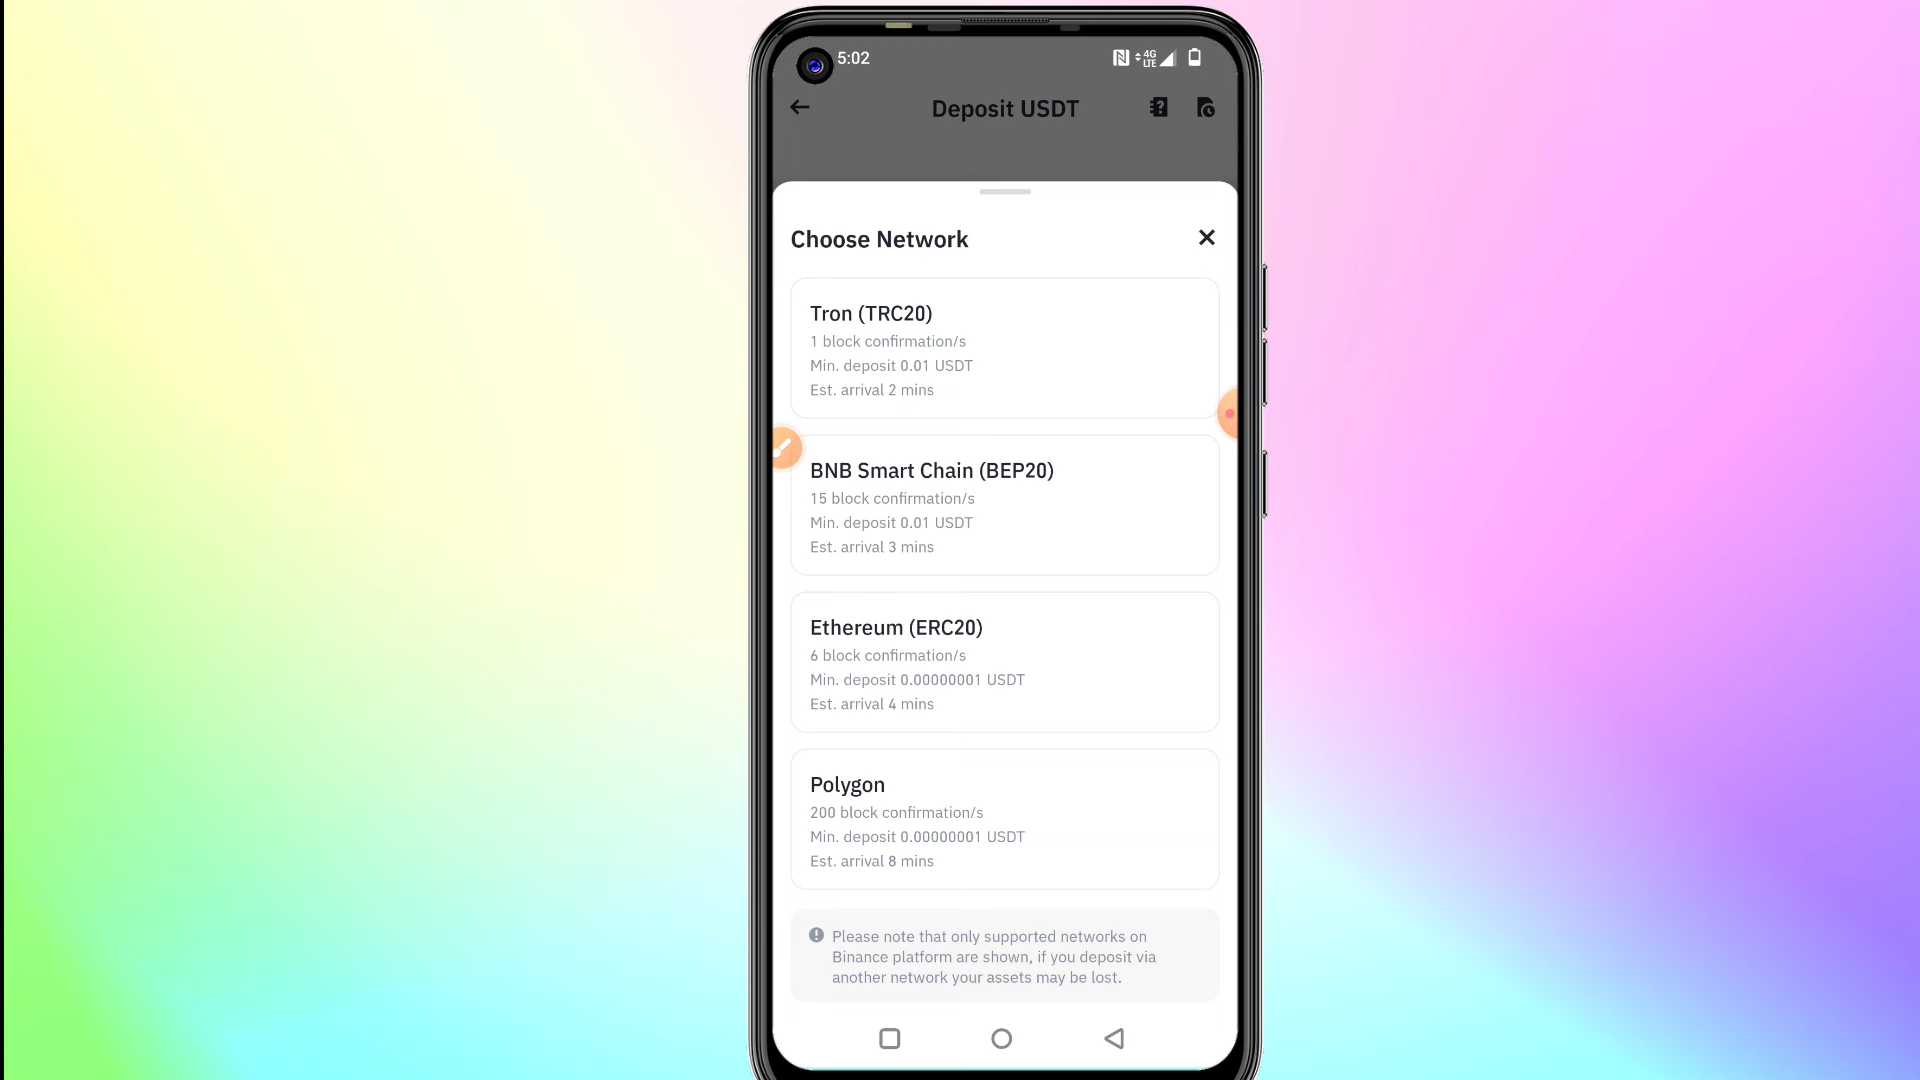 5:02
4G
LTE
Deposit USDT
Choose Network
Tron (TRC20)
1 block confirmation/s
Min. deposit 0.01 USDT
Est. arrival 2 mins
BNB Smart Chain (BEP20)
15 block confirmation/s
Min. deposit 0.01 USDT
Est. arrival 3 mins
Ethereum (ERC20)
6 block confirmation/s
Min. deposit 0.00000001 USDT
Est. arrival 4 mins
Polygon
200 block confirmation/s
Min. deposit 0.00000001 USDT
Est. arrival 8 mins
Please note that only supported networks on
Binance platform are shown, if you deposit via
another network your assets may be lost.